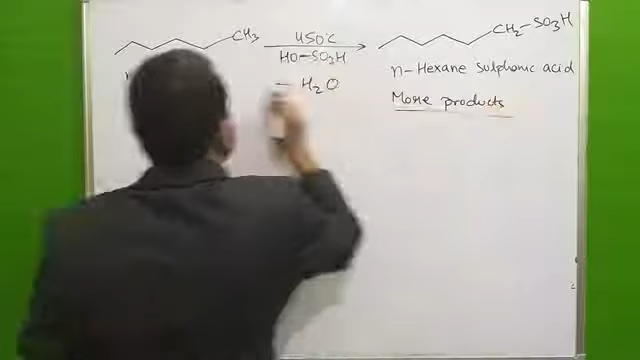 CH3 450°C CH2-SO3H
HO-SO3H
- H2O
n-Hexane sulphonic acid
More products